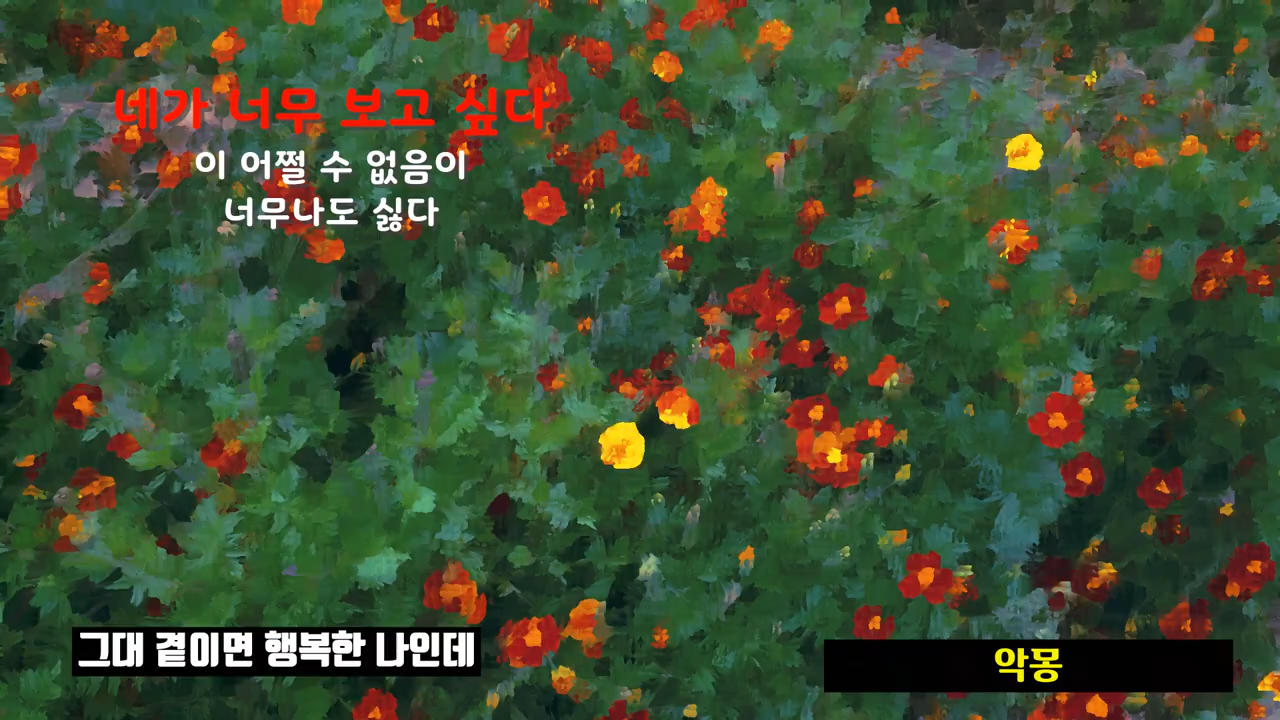 네가 너무 보고 싶다
이 어쩔 수 없음이
너무나도 싫다
그대 곁이면 행복한 나인데
악몽